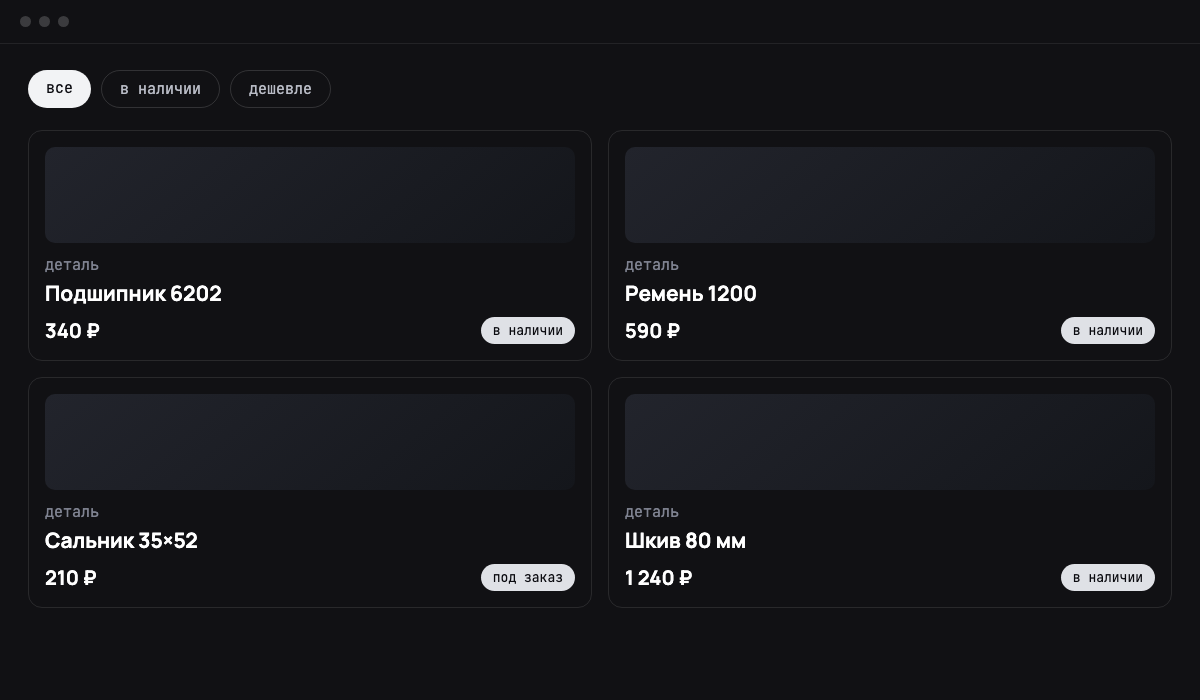 все
в наличии
дешевле
деталь
Подшипник 6202
340 ₽
в наличии
деталь
Ремень 1200
590 ₽
в наличии
деталь
Сальник 35×52
210 ₽
под заказ
деталь
Шкив 80 мм
1 240 ₽
в наличии